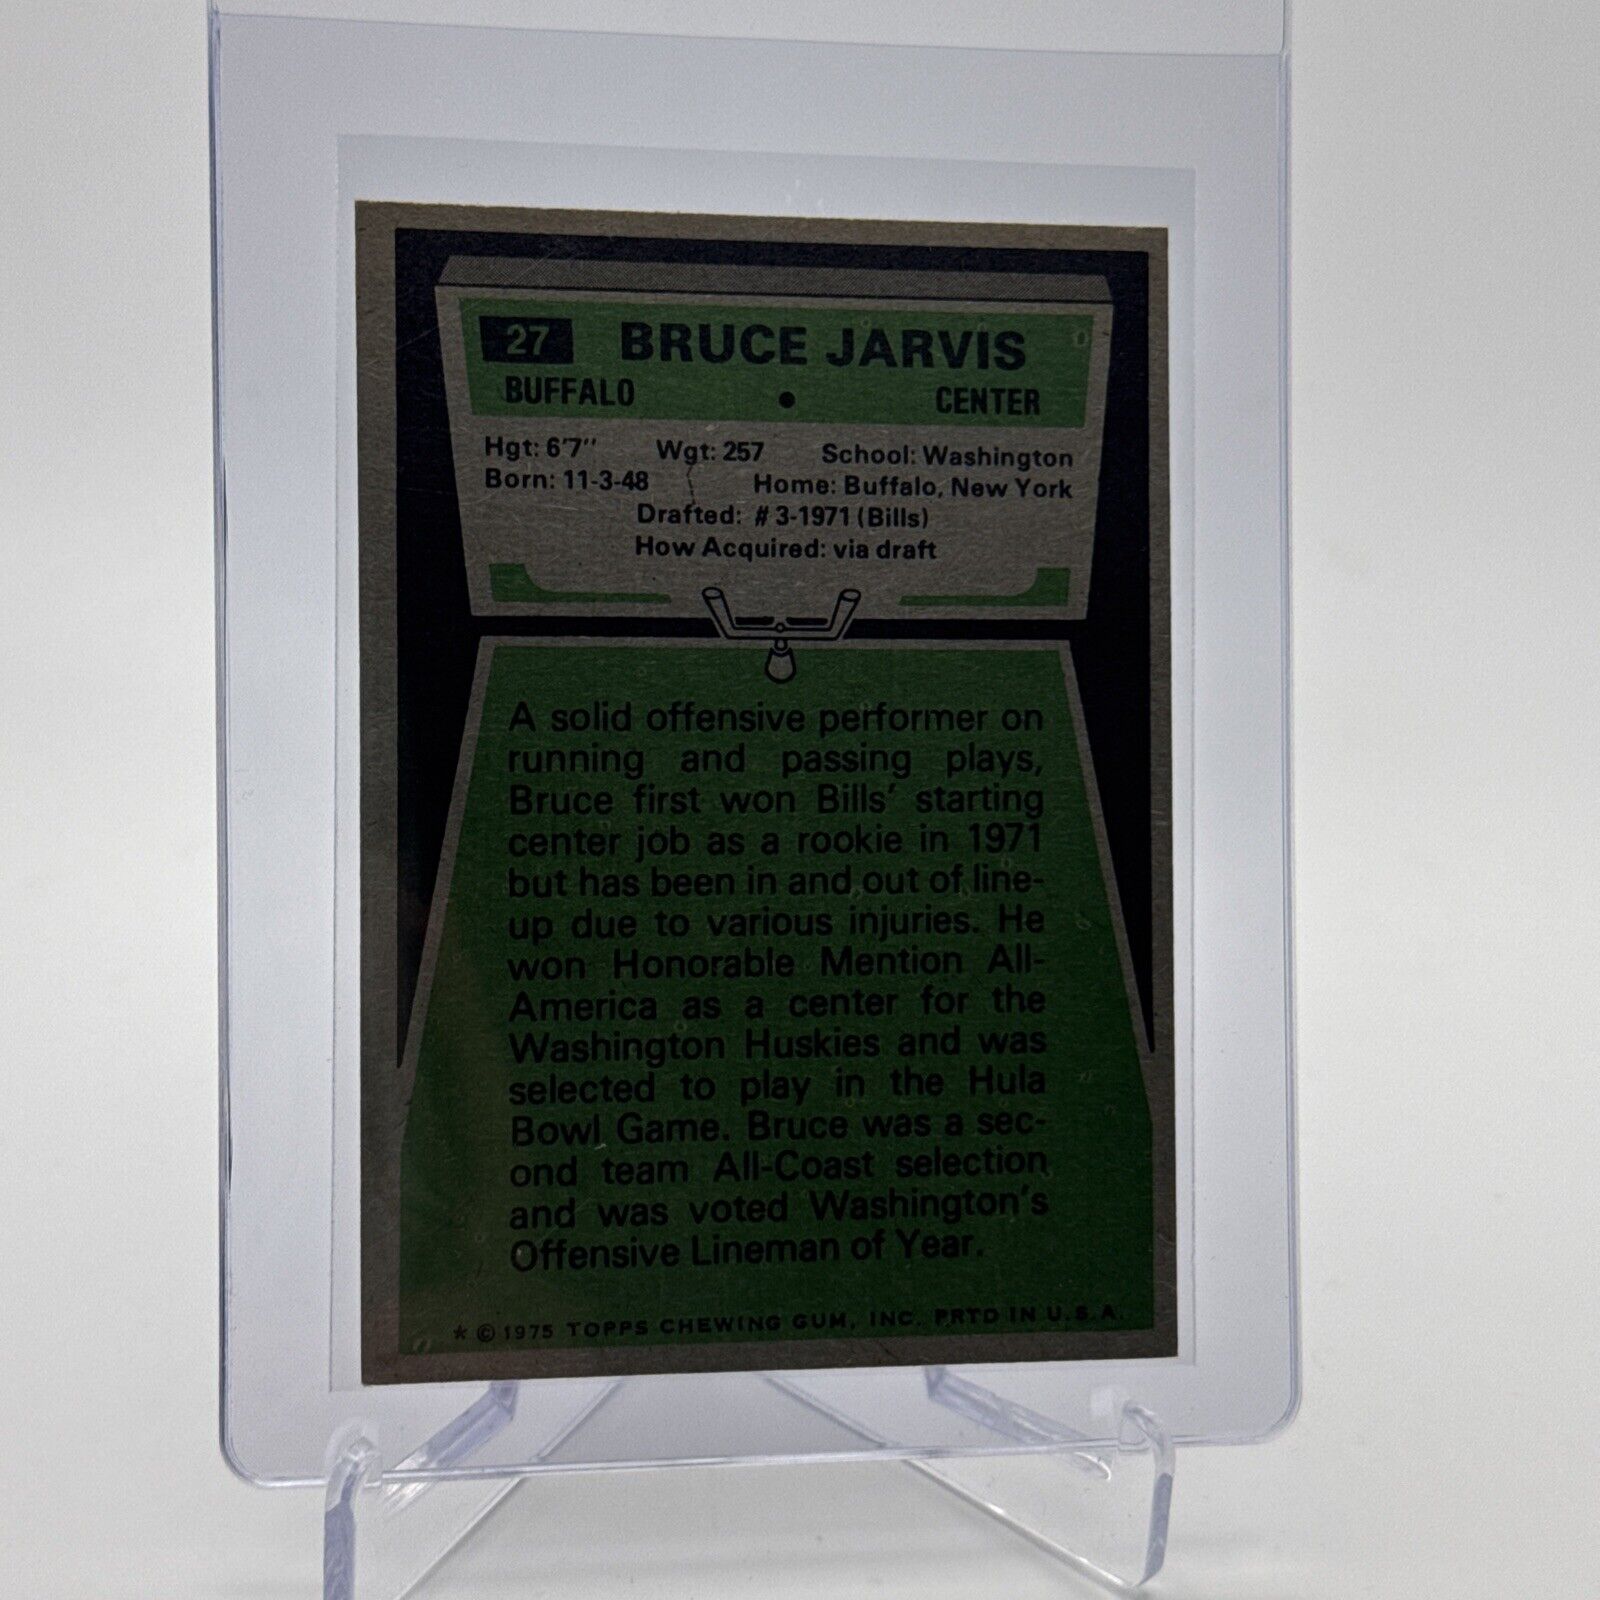 27 BRUCE JARVIS
BUFFALO • CENTER
Hgt: 6'7" Wgt: 257 School: Washington
Born: 11-3-48 Home: Buffalo, New York
Drafted: # 3-1971 (Bills)
How Acquired: via draft
A solid offensive performer on
running and passing plays,
Bruce first won Bills' starting
center job as a rookie in 1971
but has been in and out of line-
up due to various injuries. He
won Honorable Mention All-
America as a center for the
Washington Huskies and was
selected to play in the Hula
Bowl Game. Bruce was a sec-
ond team All-Coast selection
and was voted Washington's
Offensive Lineman of Year.
* © 1975 TOPPS CHEWING GUM, INC. PRTD IN U.S.A.